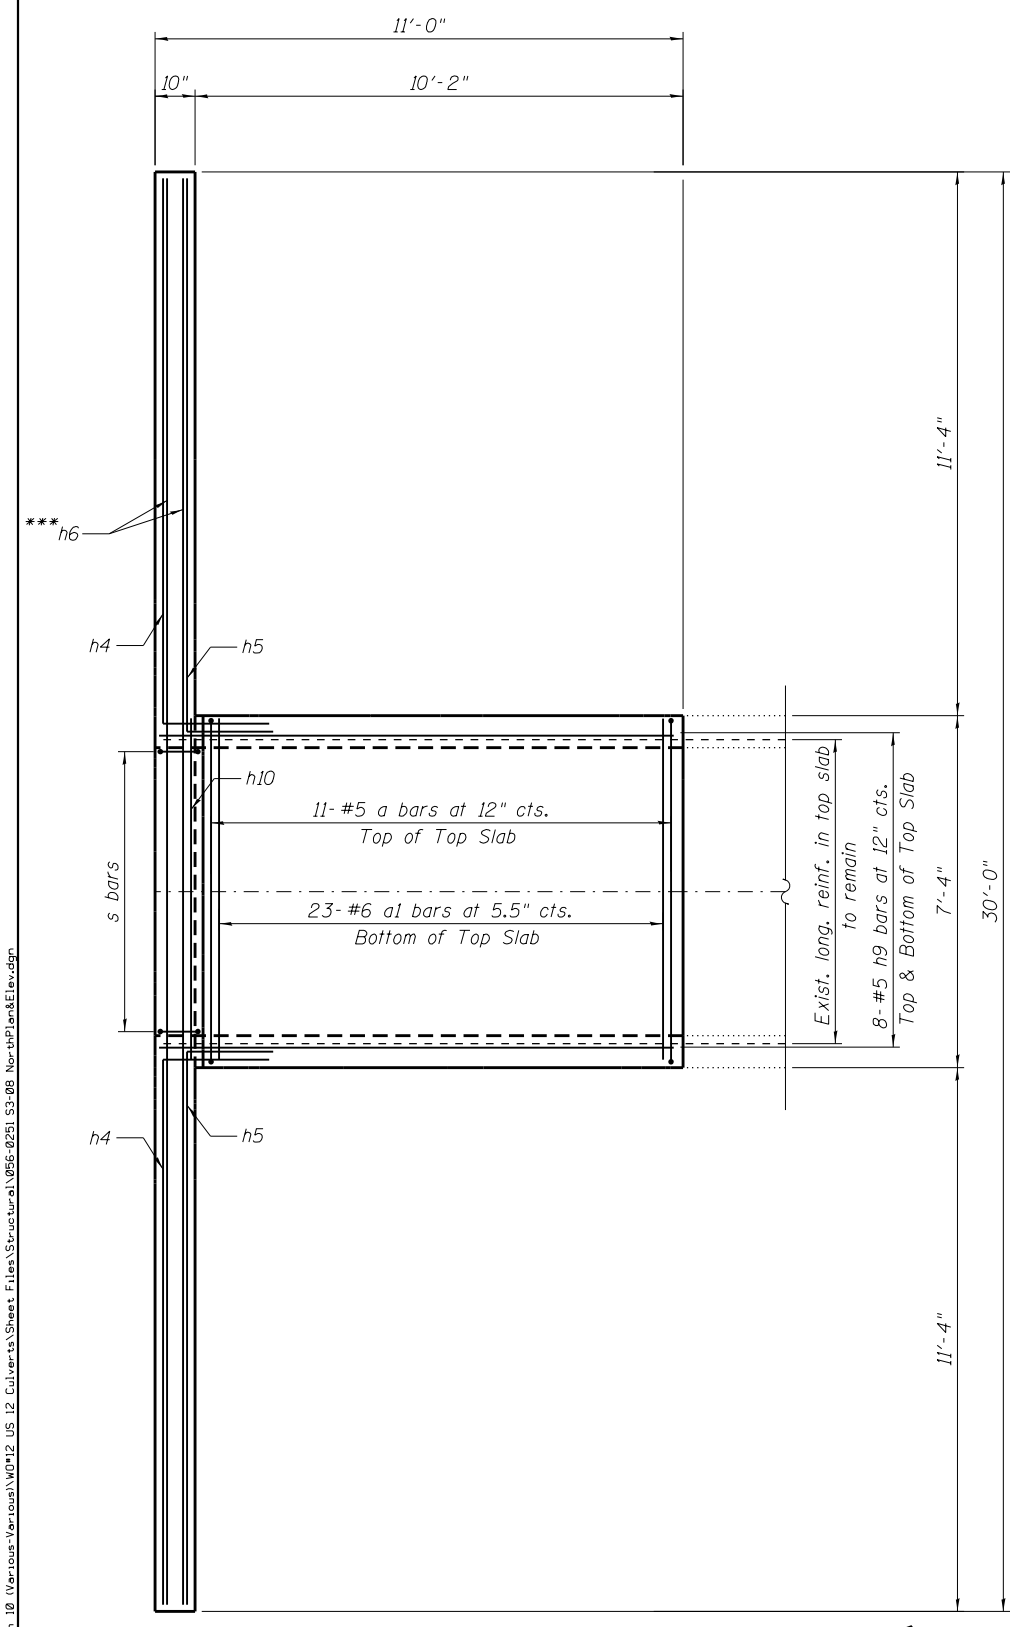 11'-0"
10"
10'-2"
11'-4"
***h6
h4
h5
h10
11- #5 a bars at 12" cts.
Top of Top Slab
s bars
23- #6 a1 bars at 5.5" cts.
Bottom of Top Slab
Exist. long. reinf. in top slab
to remain
8- #5 h9 bars at 12" cts.
Top & Bottom of Top Slab
7'-4"
30'-0"
h4
h5
11'-4"
10 (Various-Various)\WO#12 US 12 Culverts\Sheet Files\Structural\056-0251 S3-08 NorthPlan&Elev.dgn